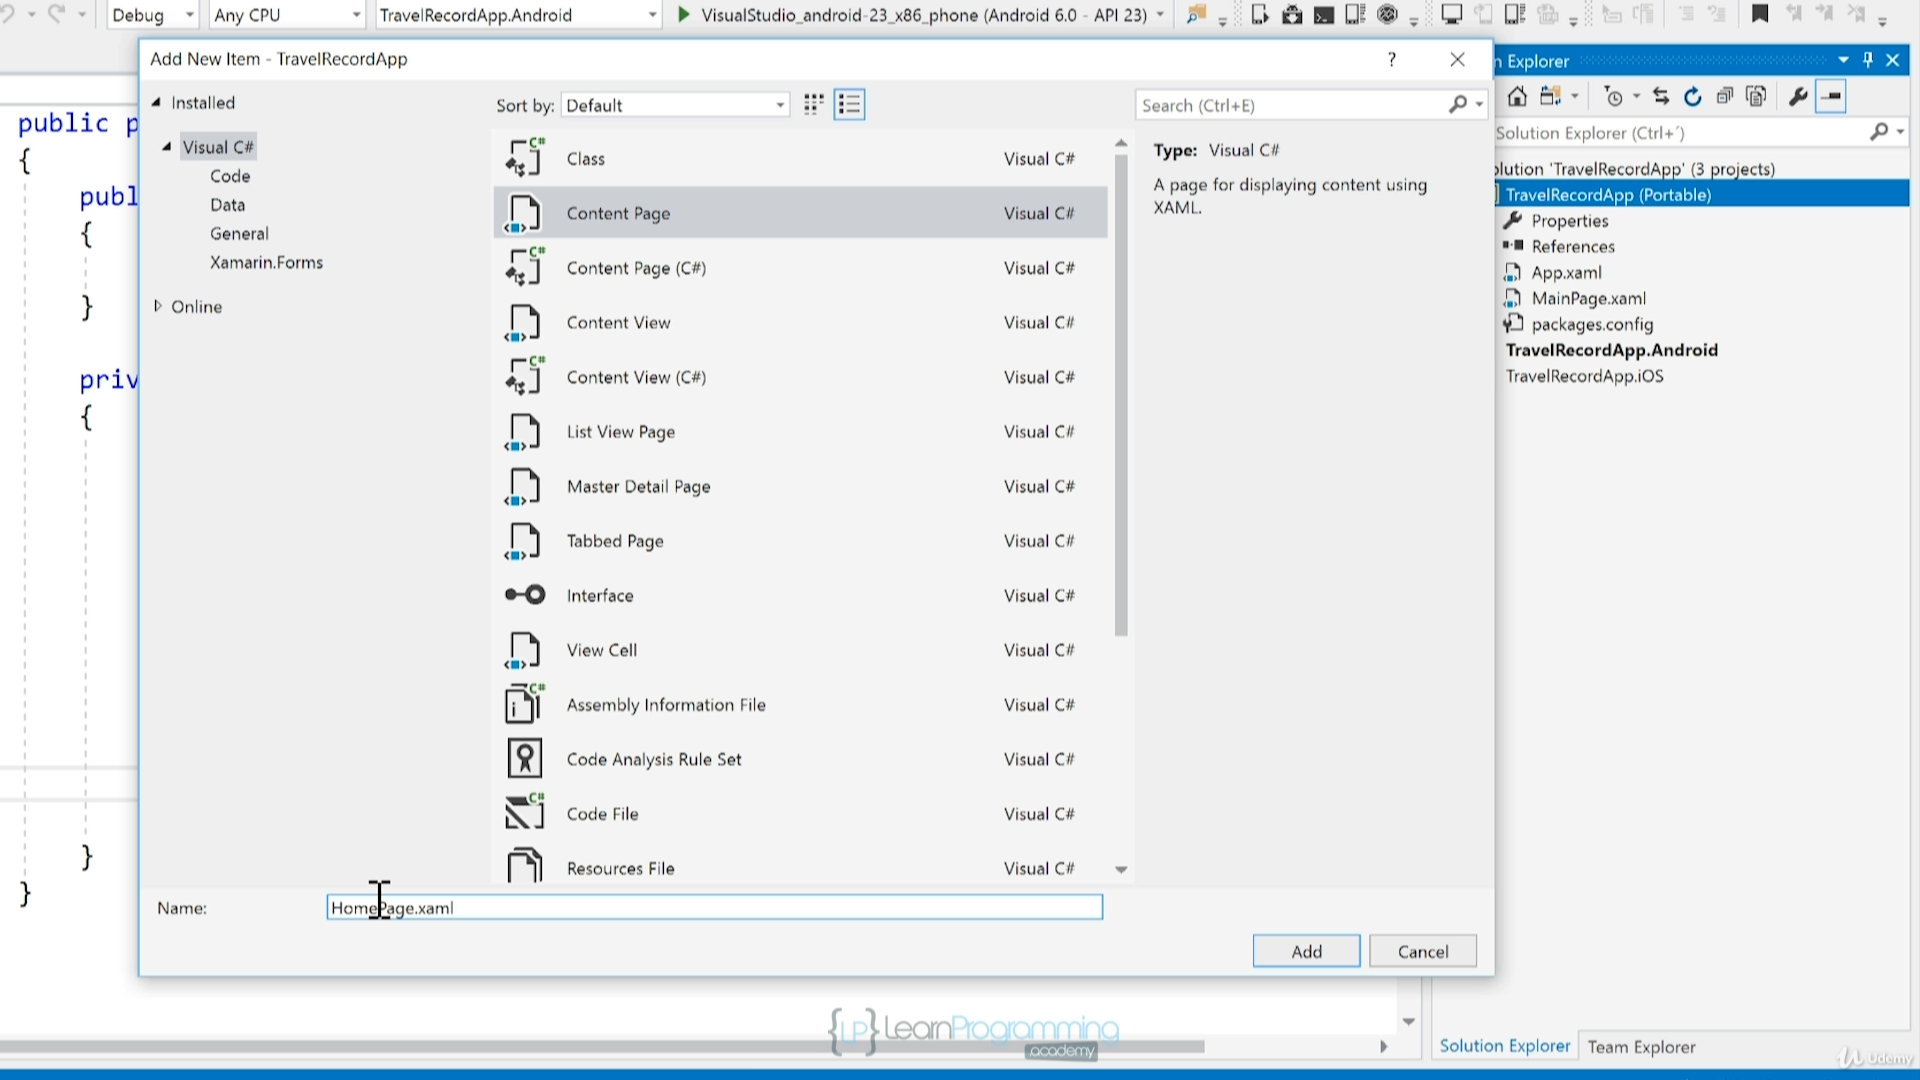 Debug
Any CPU
TravelRecordApp.Android
VisualStudio_android-23_x86_phone (Android 6.0 - API 23)
Add New Item - TravelRecordApp
?
n Explorer
Installed
Sort by:
Default
Search (Ctrl+E)
public p
{
publ
{
}
priv
{
}
}
Visual C#
Code
Data
General
Xamarin.Forms
Online
Class
Visual C#
Content Page
Visual C#
Content Page (C#)
Visual C#
Content View
Visual C#
Content View (C#)
Visual C#
List View Page
Visual C#
Master Detail Page
Visual C#
Tabbed Page
Visual C#
Interface
Visual C#
View Cell
Visual C#
Assembly Information File
Visual C#
Code Analysis Rule Set
Visual C#
Code File
Visual C#
Resources File
Visual C#
Type: Visual C#
A page for displaying content using
XAML.
Solution Explorer (Ctrl+´)
olution 'TravelRecordApp' (3 projects)
TravelRecordApp (Portable)
Properties
References
App.xaml
MainPage.xaml
packages.config
TravelRecordApp.Android
TravelRecordApp.iOS
Name:
HomePage.xaml
Add
Cancel
{LP} LearnProgramming
.academy
Solution Explorer
Team Explorer
Udemy